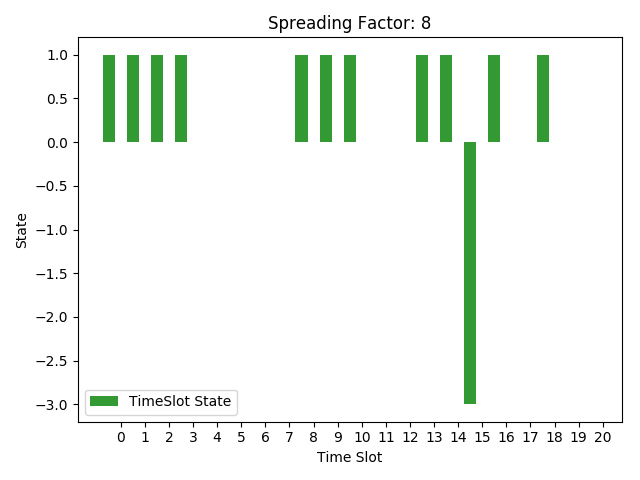 Spreading Factor: 8
1.0
0.5
0.0
−0.5
−1.0
−1.5
−2.0
−2.5
−3.0
State
TimeSlot State
0 1 2 3 4 5 6 7 8 9 10 11 12 13 14 15 16 17 18 19 20
Time Slot